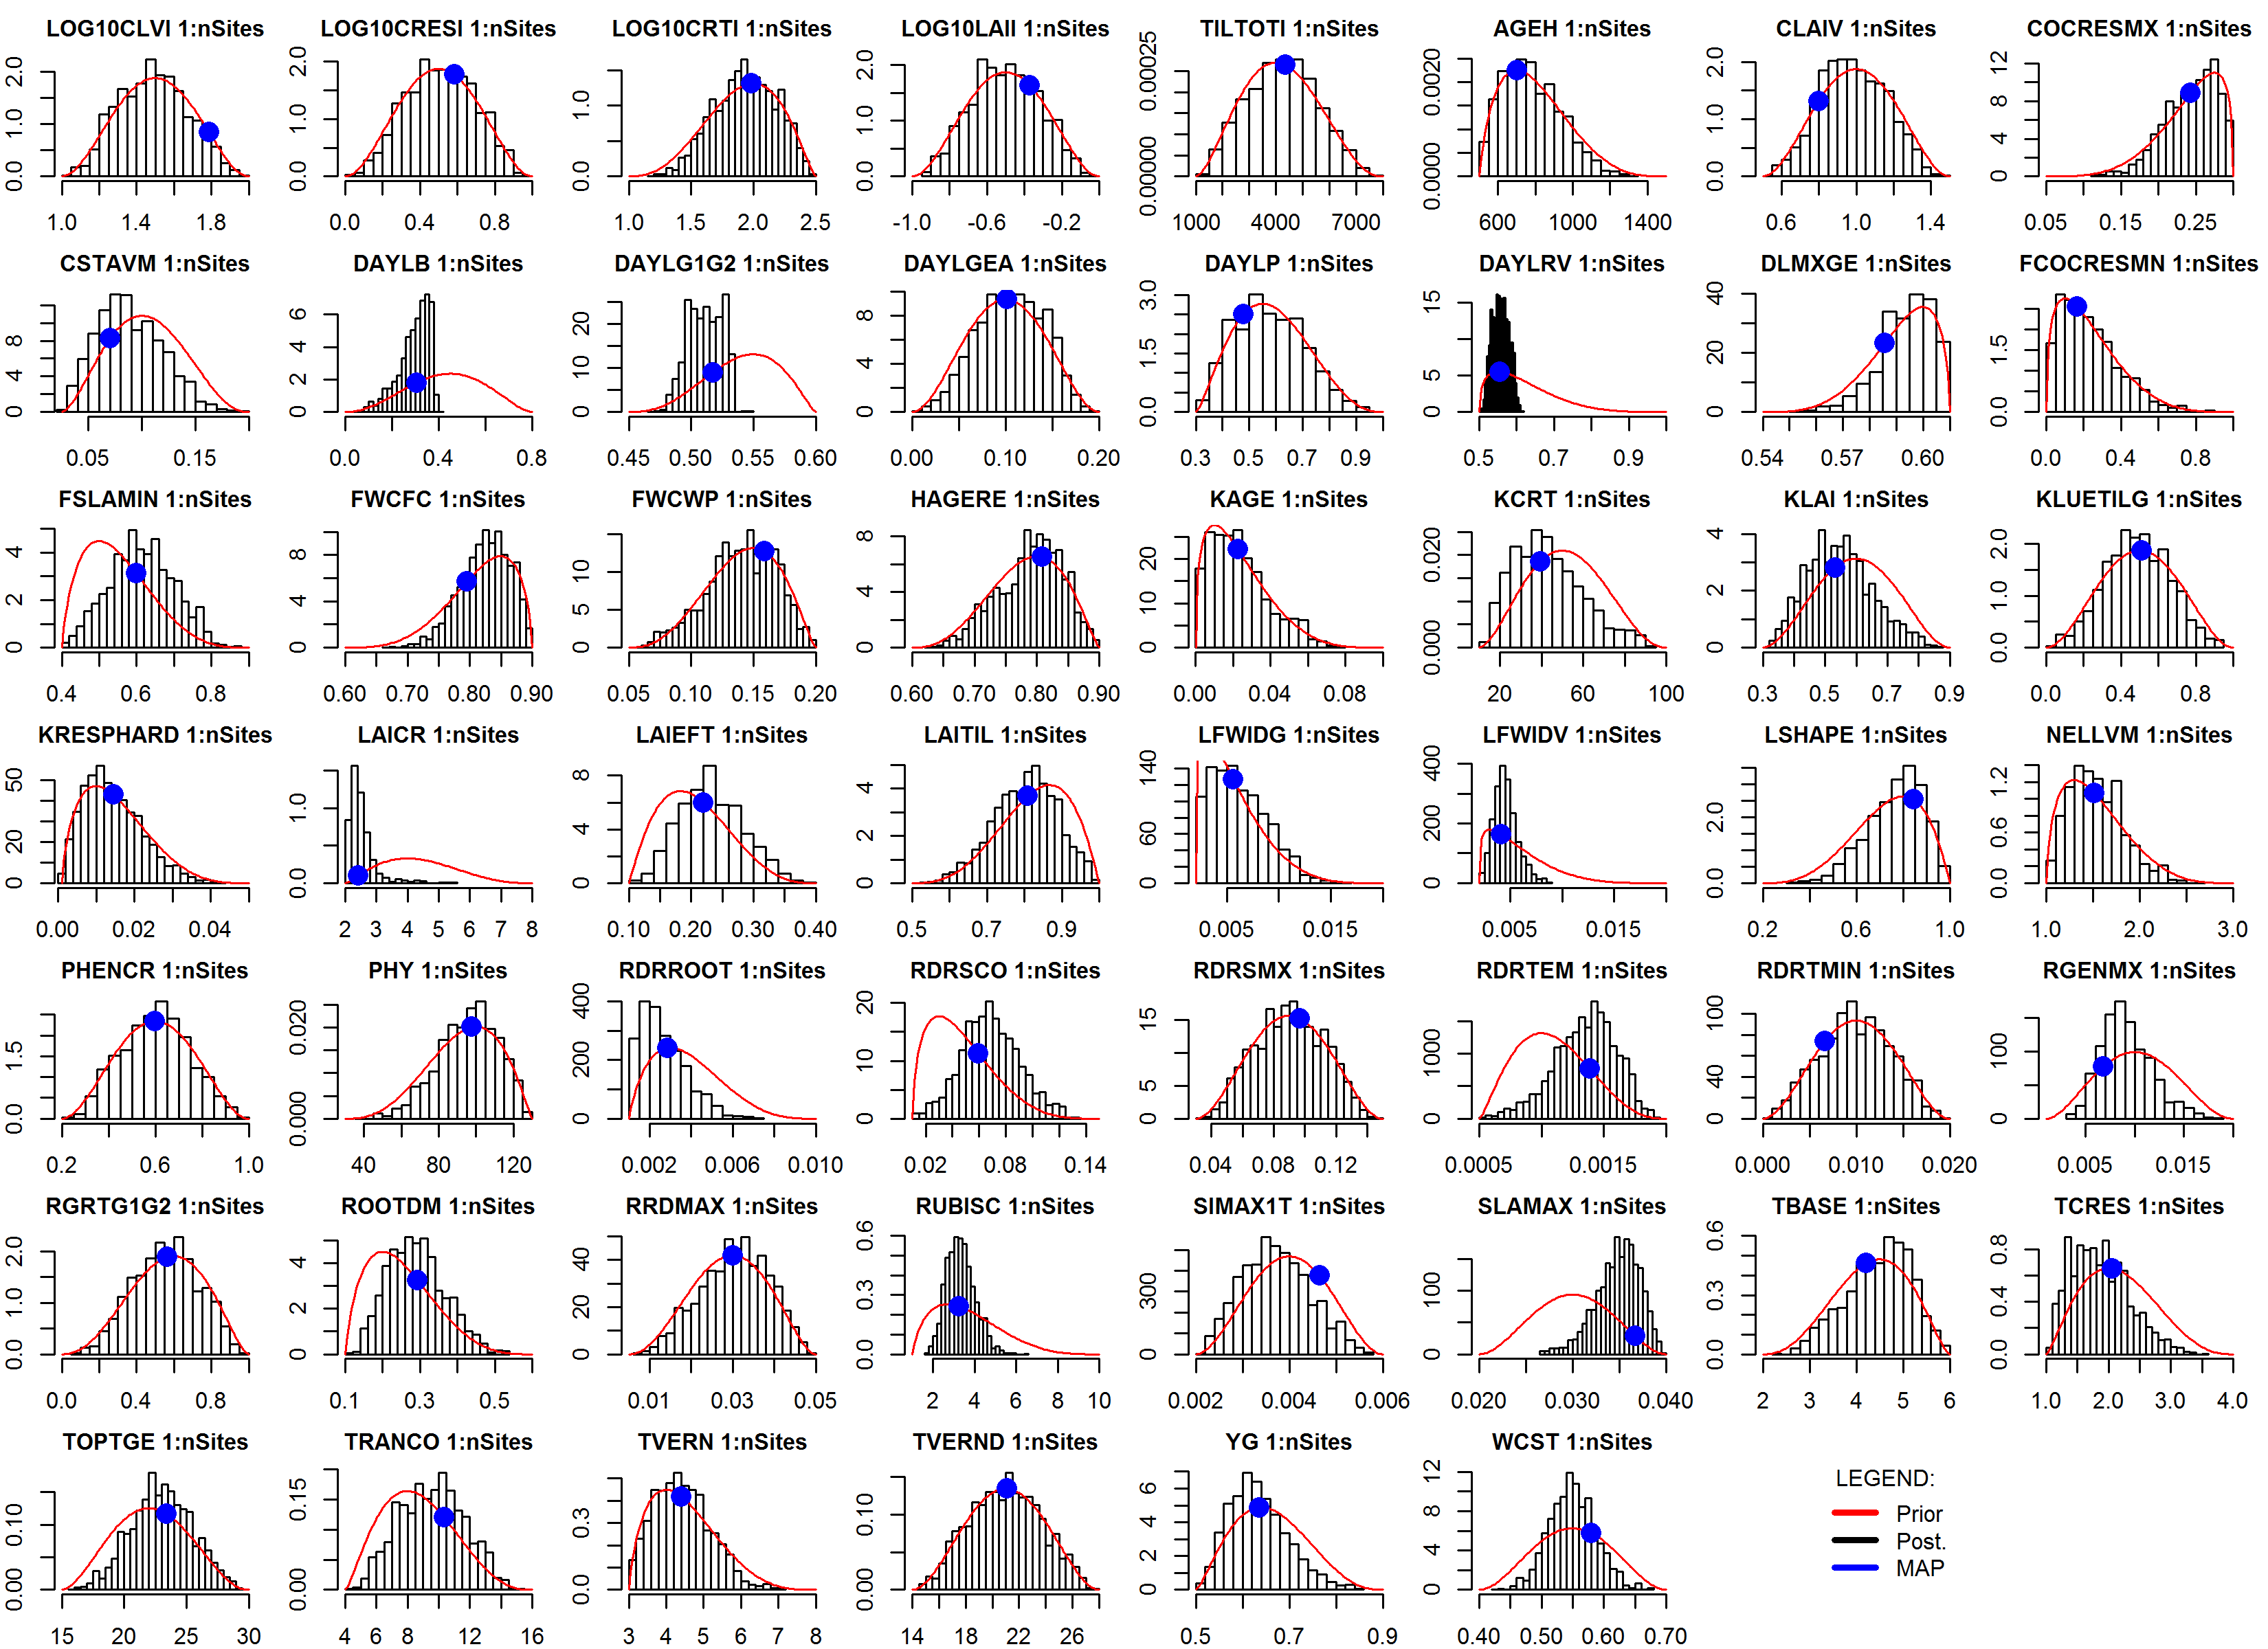 LOG10CLVI 1:nSites LOG10CRESI 1:nSites LOG10CRTI 1:nSites LOG10LAII 1:nSites TILTOTI 1:nSites AGEH 1:nSites CLAIV 1:nSites COCRESMX 1:nSites
0.0 1.0 2.0 0.0 1.0 2.0 0.0 1.0 0.0 1.0 2.0 0.00000 0.00025 0.0000 0.0020 0.0 1.0 2.0 0 4 8 12
1.0 1.4 1.8 0.0 0.4 0.8 1.0 1.5 2.0 2.5 -1.0 -0.6 -0.2 1000 4000 7000 600 1000 1400 0.6 1.0 1.4 0.05 0.15 0.25
CSTAVM 1:nSites DAYLB 1:nSites DAYLG1G2 1:nSites DAYLGEA 1:nSites DAYLP 1:nSites DAYLRV 1:nSites DLMXGE 1:nSites FCOCRESMN 1:nSites
0 4 8 0 2 4 6 0 10 20 0 4 8 0.0 1.5 3.0 0 5 15 0 20 40 0.0 1.5
0.05 0.15 0.0 0.4 0.8 0.45 0.50 0.55 0.60 0.00 0.10 0.20 0.3 0.5 0.7 0.9 0.5 0.7 0.9 0.54 0.57 0.60 0.0 0.4 0.8
FSLAMIN 1:nSites FWCFC 1:nSites FWCWP 1:nSites HAGERE 1:nSites KAGE 1:nSites KCRT 1:nSites KLAI 1:nSites KLUETILG 1:nSites
0 2 4 0 4 8 0 5 10 0 2 4 6 8 0 10 20 0.000 0.020 0 2 4 0.0 1.0 2.0
0.4 0.6 0.8 0.60 0.70 0.80 0.90 0.05 0.10 0.15 0.20 0.60 0.70 0.80 0.90 0.00 0.04 0.08 20 60 100 0.3 0.5 0.7 0.9 0.0 0.4 0.8
KRESPHARD 1:nSites LAICR 1:nSites LAIEFT 1:nSites LAITIL 1:nSites LFWIDG 1:nSites LFWIDV 1:nSites LSHAPE 1:nSites NELLVM 1:nSites
0 20 50 0.0 1.0 0 4 8 0 2 4 0 60 140 0 200 400 0.0 2.0 0.0 0.6 1.2
0.00 0.02 0.04 2 3 4 5 6 7 8 0.10 0.20 0.30 0.40 0.5 0.7 0.9 0.005 0.015 0.005 0.015 0.2 0.6 1.0 1.0 2.0 3.0
PHENCR 1:nSites PHY 1:nSites RDRROOT 1:nSites RDRSCO 1:nSites RDRSMX 1:nSites RDRTEM 1:nSites RDRTMIN 1:nSites RGENMX 1:nSites
0.0 1.5 0.000 0.020 0 200 400 0 10 20 0 5 15 0 1000 0 40 100 0 100
0.2 0.6 1.0 40 80 120 0.002 0.006 0.010 0.02 0.08 0.14 0.04 0.08 0.12 0.0005 0.0015 0.000 0.010 0.020 0.005 0.015
RGRTG1G2 1:nSites ROOTDM 1:nSites RRDMAX 1:nSites RUBISC 1:nSites SIMAX1T 1:nSites SLAMAX 1:nSites TBASE 1:nSites TCRES 1:nSites
0.0 1.0 2.0 0 2 4 0 20 40 0.0 0.3 0.6 0 300 0 100 0.0 0.3 0.6 0.0 0.4 0.8
0.0 0.4 0.8 0.1 0.3 0.5 0.01 0.03 0.05 2 4 6 8 10 0.002 0.004 0.006 0.020 0.030 0.040 2 3 4 5 6 1.0 2.0 3.0 4.0
TOPTGE 1:nSites TRANCO 1:nSites TVERN 1:nSites TVERND 1:nSites YG 1:nSites WCST 1:nSites
0.00 0.10 0.00 0.15 0.0 0.3 0.00 0.10 0 2 4 6 0 4 8 12
15 20 25 30 4 6 8 12 16 3 4 5 6 7 8 14 18 22 26 0.5 0.7 0.9 0.40 0.50 0.60 0.70
LEGEND:
Prior
Post.
MAP